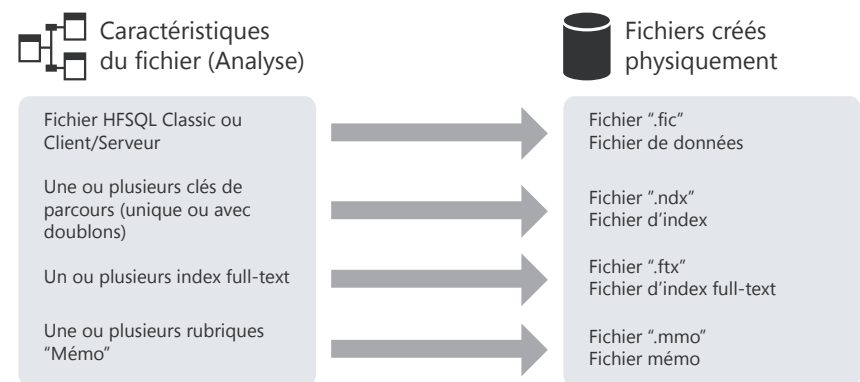 Caractéristiques
du fichier (Analyse)
Fichiers créés
physiquement
Fichier HFSQL Classic ou
Client/Serveur
Fichier “.fic”
Fichier de données
Une ou plusieurs clés de
parcours (unique ou avec
doublons)
Fichier “.ndx”
Fichier d’index
Un ou plusieurs index full-text
Fichier “.ftx”
Fichier d’index full-text
Une ou plusieurs rubriques
“Mémo”
Fichier “.mmo”
Fichier mémo